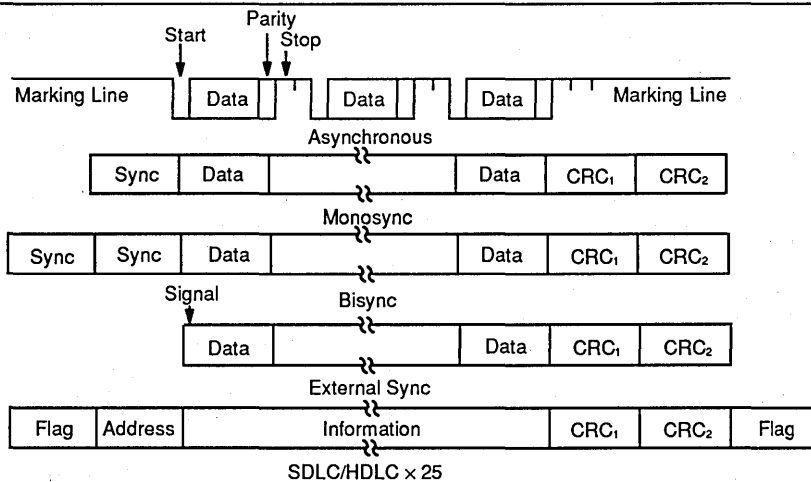 Parity
Start
Stop
Marking Line Data Data Data Marking Line
Asynchronous
Sync Data Data CRC₁ CRC₂
Monosync
Sync Sync Data Data CRC₁ CRC₂
Signal
Bisync
Data Data CRC₁ CRC₂
External Sync
Flag Address Information CRC₁ CRC₂ Flag
SDLC/HDLC × 25